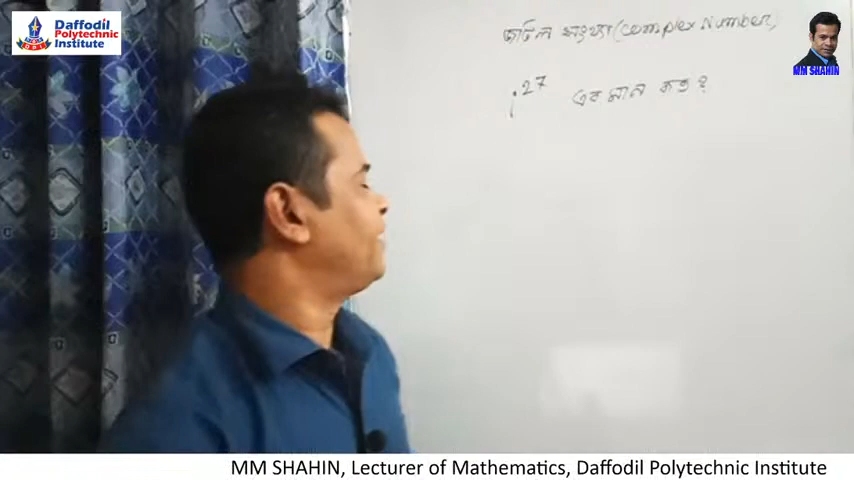 Daffodil
Polytechnic
Institute
জটিল সংখ্যা (Complex Number)
i²⁷ এর মান কত?
MM SHAHIN
MM SHAHIN, Lecturer of Mathematics, Daffodil Polytechnic Institute